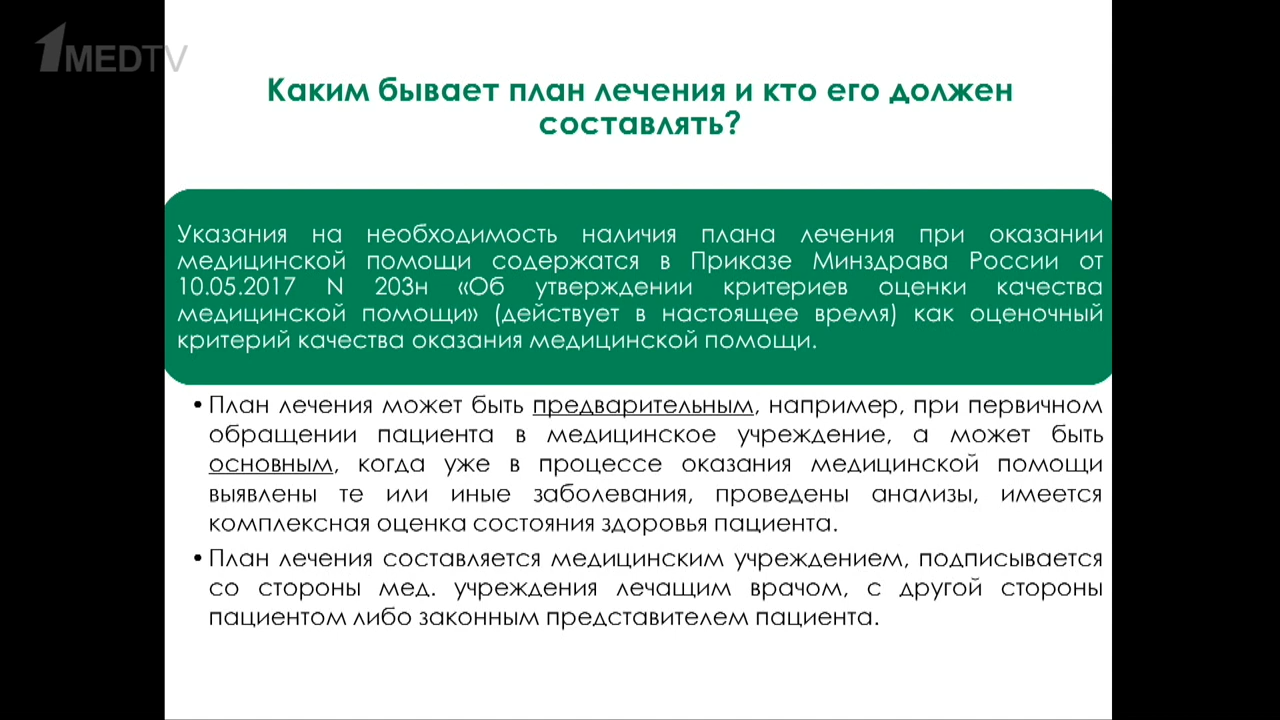 1MEDTV
Каким бывает план лечения и кто его должен
составлять?
Указания на необходимость наличия плана лечения при оказании
медицинской помощи содержатся в Приказе Минздрава России от
10.05.2017 N 203н «Об утверждении критериев оценки качества
медицинской помощи» (действует в настоящее время) как оценочный
критерий качества оказания медицинской помощи.
• План лечения может быть предварительным, например, при первичном
обращении пациента в медицинское учреждение, а может быть
основным, когда уже в процессе оказания медицинской помощи
выявлены те или иные заболевания, проведены анализы, имеется
комплексная оценка состояния здоровья пациента.
• План лечения составляется медицинским учреждением, подписывается
со стороны мед. учреждения лечащим врачом, с другой стороны
пациентом либо законным представителем пациента.